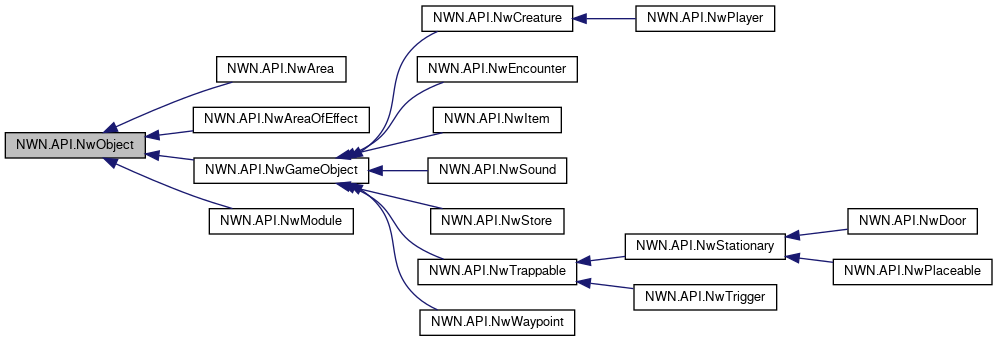 NWN.API.NwCreature
NWN.API.NwPlayer
NWN.API.NwArea
NWN.API.NwEncounter
NWN.API.NwAreaOfEffect
NWN.API.NwItem
NWN.API.NwObject
NWN.API.NwGameObject
NWN.API.NwSound
NWN.API.NwModule
NWN.API.NwStore
NWN.API.NwDoor
NWN.API.NwStationary
NWN.API.NwTrappable
NWN.API.NwPlaceable
NWN.API.NwTrigger
NWN.API.NwWaypoint